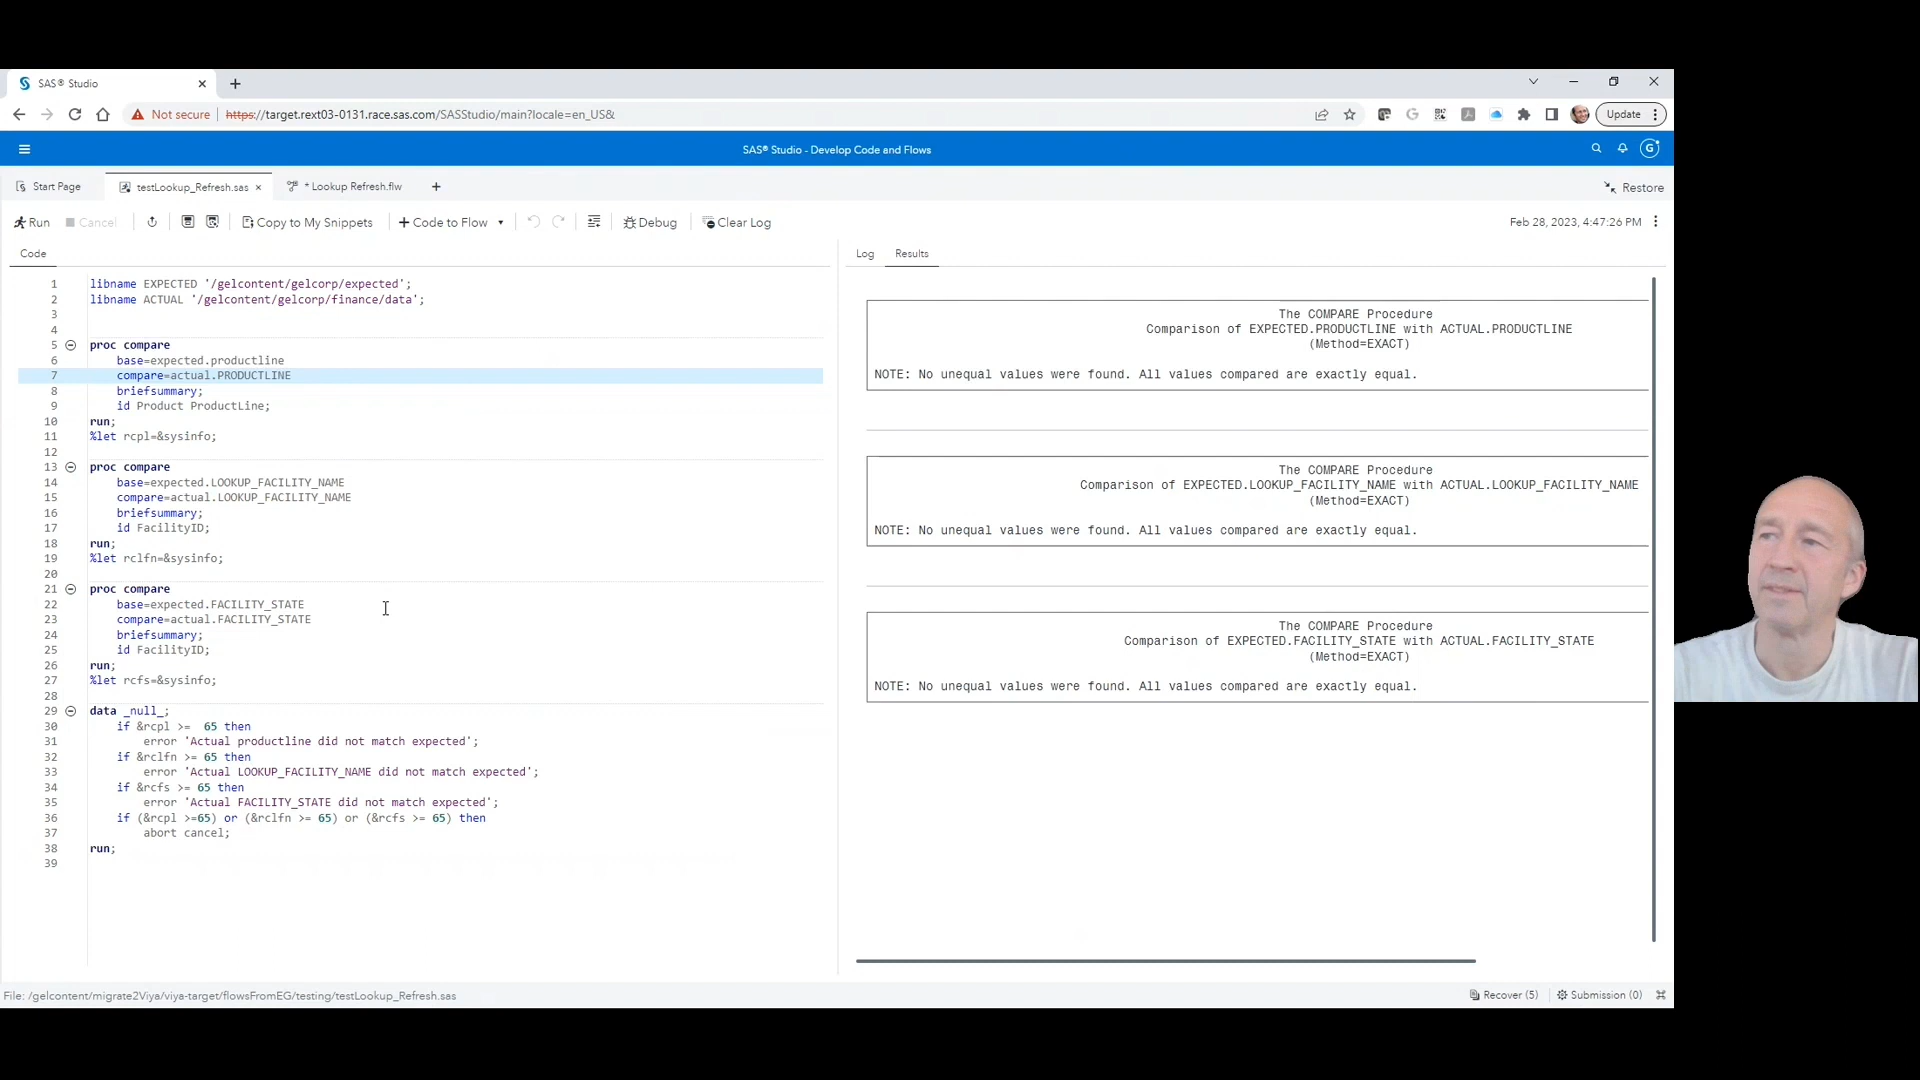 SAS® Studio
Not secure
https://target.rext03-0131.race.sas.com/SASStudio/main?locale=en_US&
Update
SAS® Studio - Develop Code and Flows
G
Start Page
testLookup_Refresh.sas
* Lookup Refresh.flw
Restore
Run
Cancel
Copy to My Snippets
Code to Flow
Debug
Clear Log
Feb 28, 2023, 4:47:26 PM
Code
1 libname EXPECTED '/gelcontent/gelcorp/expected';
2 libname ACTUAL '/gelcontent/gelcorp/finance/data';
3
4
5 proc compare
6 base=expected.productline
7 compare=actual.PRODUCTLINE
8 briefsummary;
9 id Product ProductLine;
10 run;
11 %let rcpl=&sysinfo;
12
13 proc compare
14 base=expected.LOOKUP_FACILITY_NAME
15 compare=actual.LOOKUP_FACILITY_NAME
16 briefsummary;
17 id FacilityID;
18 run;
19 %let rclfn=&sysinfo;
20
21 proc compare
22 base=expected.FACILITY_STATE
23 compare=actual.FACILITY_STATE
24 briefsummary;
25 id FacilityID;
26 run;
27 %let rcfs=&sysinfo;
28
29 data _null_;
30 if &rcpl >=  65 then
31 error 'Actual productline did not match expected';
32 if &rclfn >= 65 then
33 error 'Actual LOOKUP_FACILITY_NAME did not match expected';
34 if &rcfs >= 65 then
35 error 'Actual FACILITY_STATE did not match expected';
36 if (&rcpl >=65) or (&rclfn >= 65) or (&rcfs >= 65) then
37 abort cancel;
38 run;
39
Log
Results
The COMPARE Procedure
Comparison of EXPECTED.PRODUCTLINE with ACTUAL.PRODUCTLINE
(Method=EXACT)
NOTE: No unequal values were found. All values compared are exactly equal.
The COMPARE Procedure
Comparison of EXPECTED.LOOKUP_FACILITY_NAME with ACTUAL.LOOKUP_FACILITY_NAME
(Method=EXACT)
NOTE: No unequal values were found. All values compared are exactly equal.
The COMPARE Procedure
Comparison of EXPECTED.FACILITY_STATE with ACTUAL.FACILITY_STATE
(Method=EXACT)
NOTE: No unequal values were found. All values compared are exactly equal.
File: /gelcontent/migrate2Viya/viya-target/flowsFromEG/testing/testLookup_Refresh.sas
Recover (5)
Submission (0)